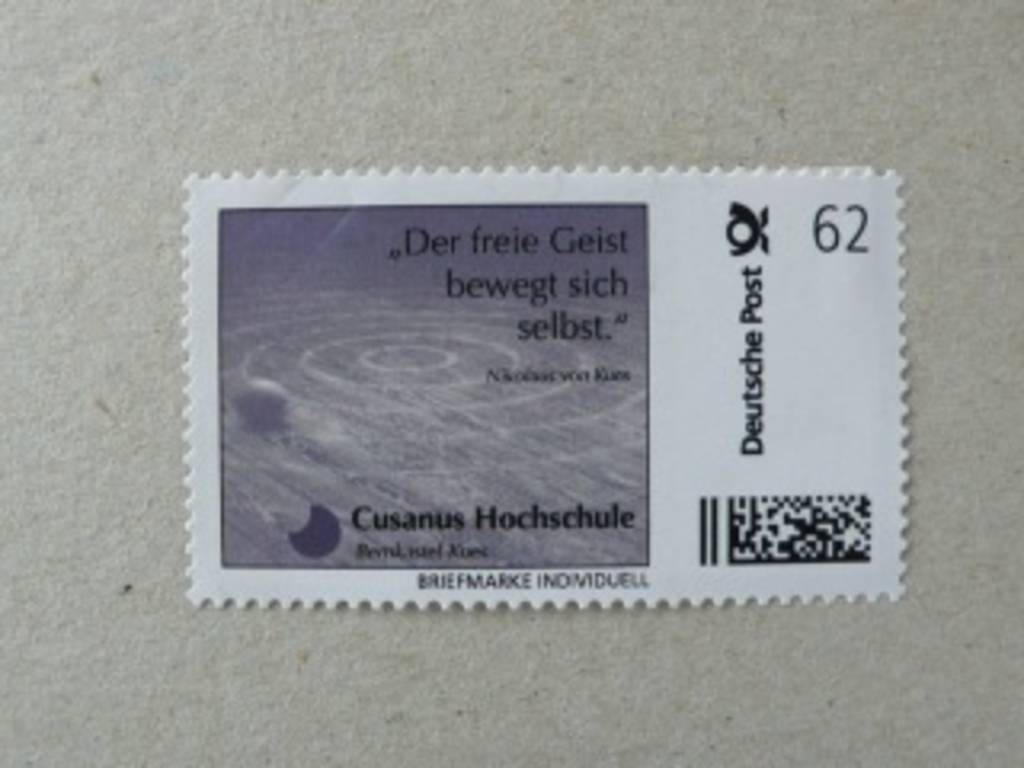 „Der freie Geist
bewegt sich
selbst.“
Nikolaus von Kues
Cusanus Hochschule
Bernkastel-Kues
BRIEFMARKE INDIVIDUELL
Deutsche Post
62